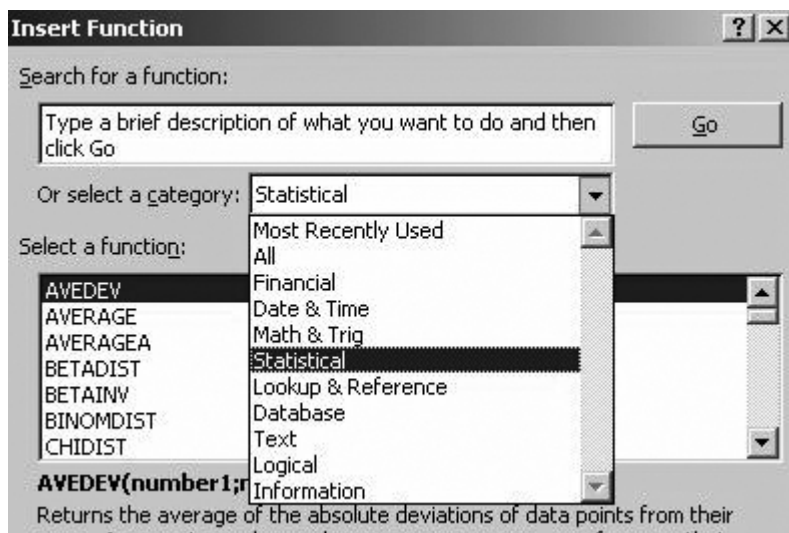 Insert Function
Search for a function:
Type a brief description of what you want to do and then
click Go
Go
Or select a category: Statistical
Most Recently Used
All
Financial
Date & Time
Math & Trig
Statistical
Lookup & Reference
Database
Text
Logical
Information
Select a function:
AVEDEV
AVERAGE
AVERAGEA
BETADIST
BETAINV
BINOMDIST
CHIDIST
AVEDEV(number1;
Returns the average of the absolute deviations of data points from their